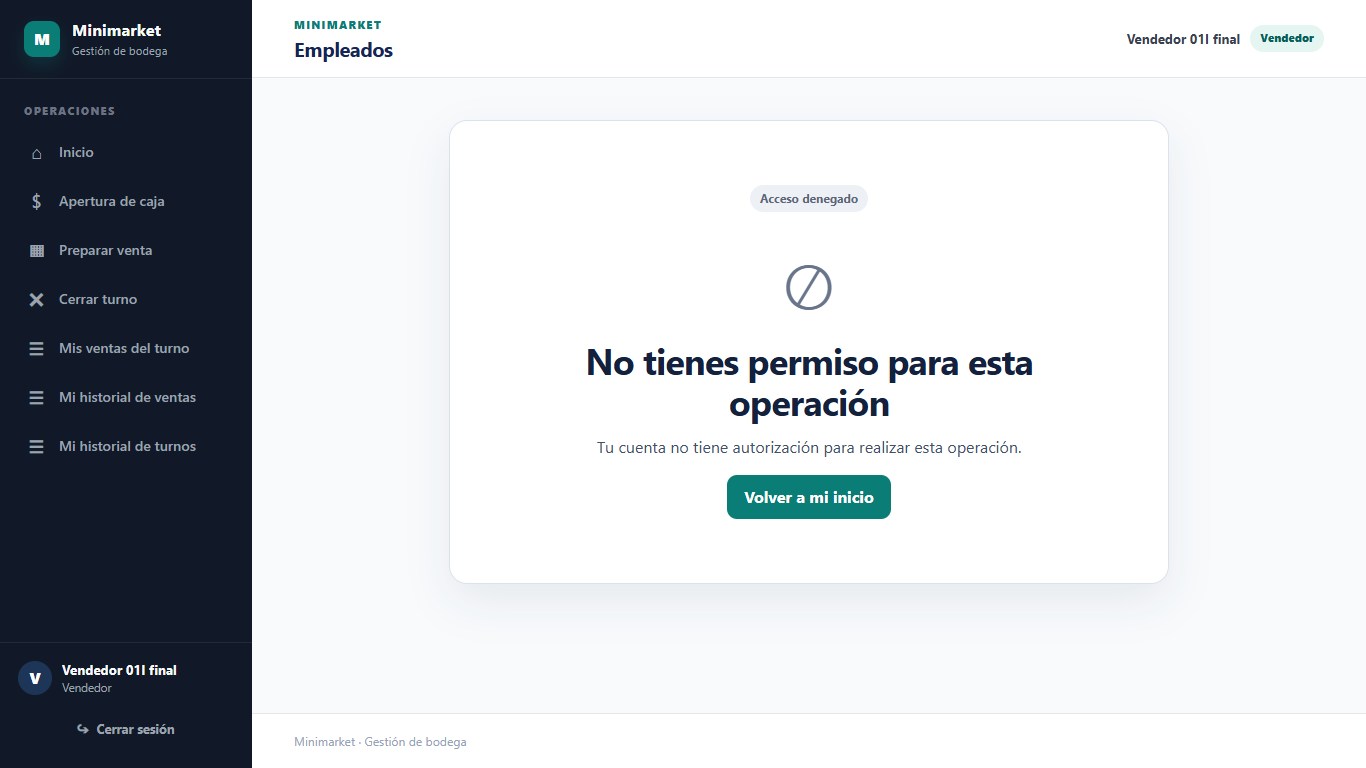 M
Minimarket
Gestión de bodega
OPERACIONES
⌂ Inicio
$ Apertura de caja
▦ Preparar venta
✕ Cerrar turno
☰ Mis ventas del turno
☰ Mi historial de ventas
☰ Mi historial de turnos
V
Vendedor 01I final
Vendedor
↪ Cerrar sesión
MINIMARKET
Empleados
Vendedor 01I final
Vendedor
Acceso denegado
No tienes permiso para esta
operación
Tu cuenta no tiene autorización para realizar esta operación.
Volver a mi inicio
Minimarket · Gestión de bodega